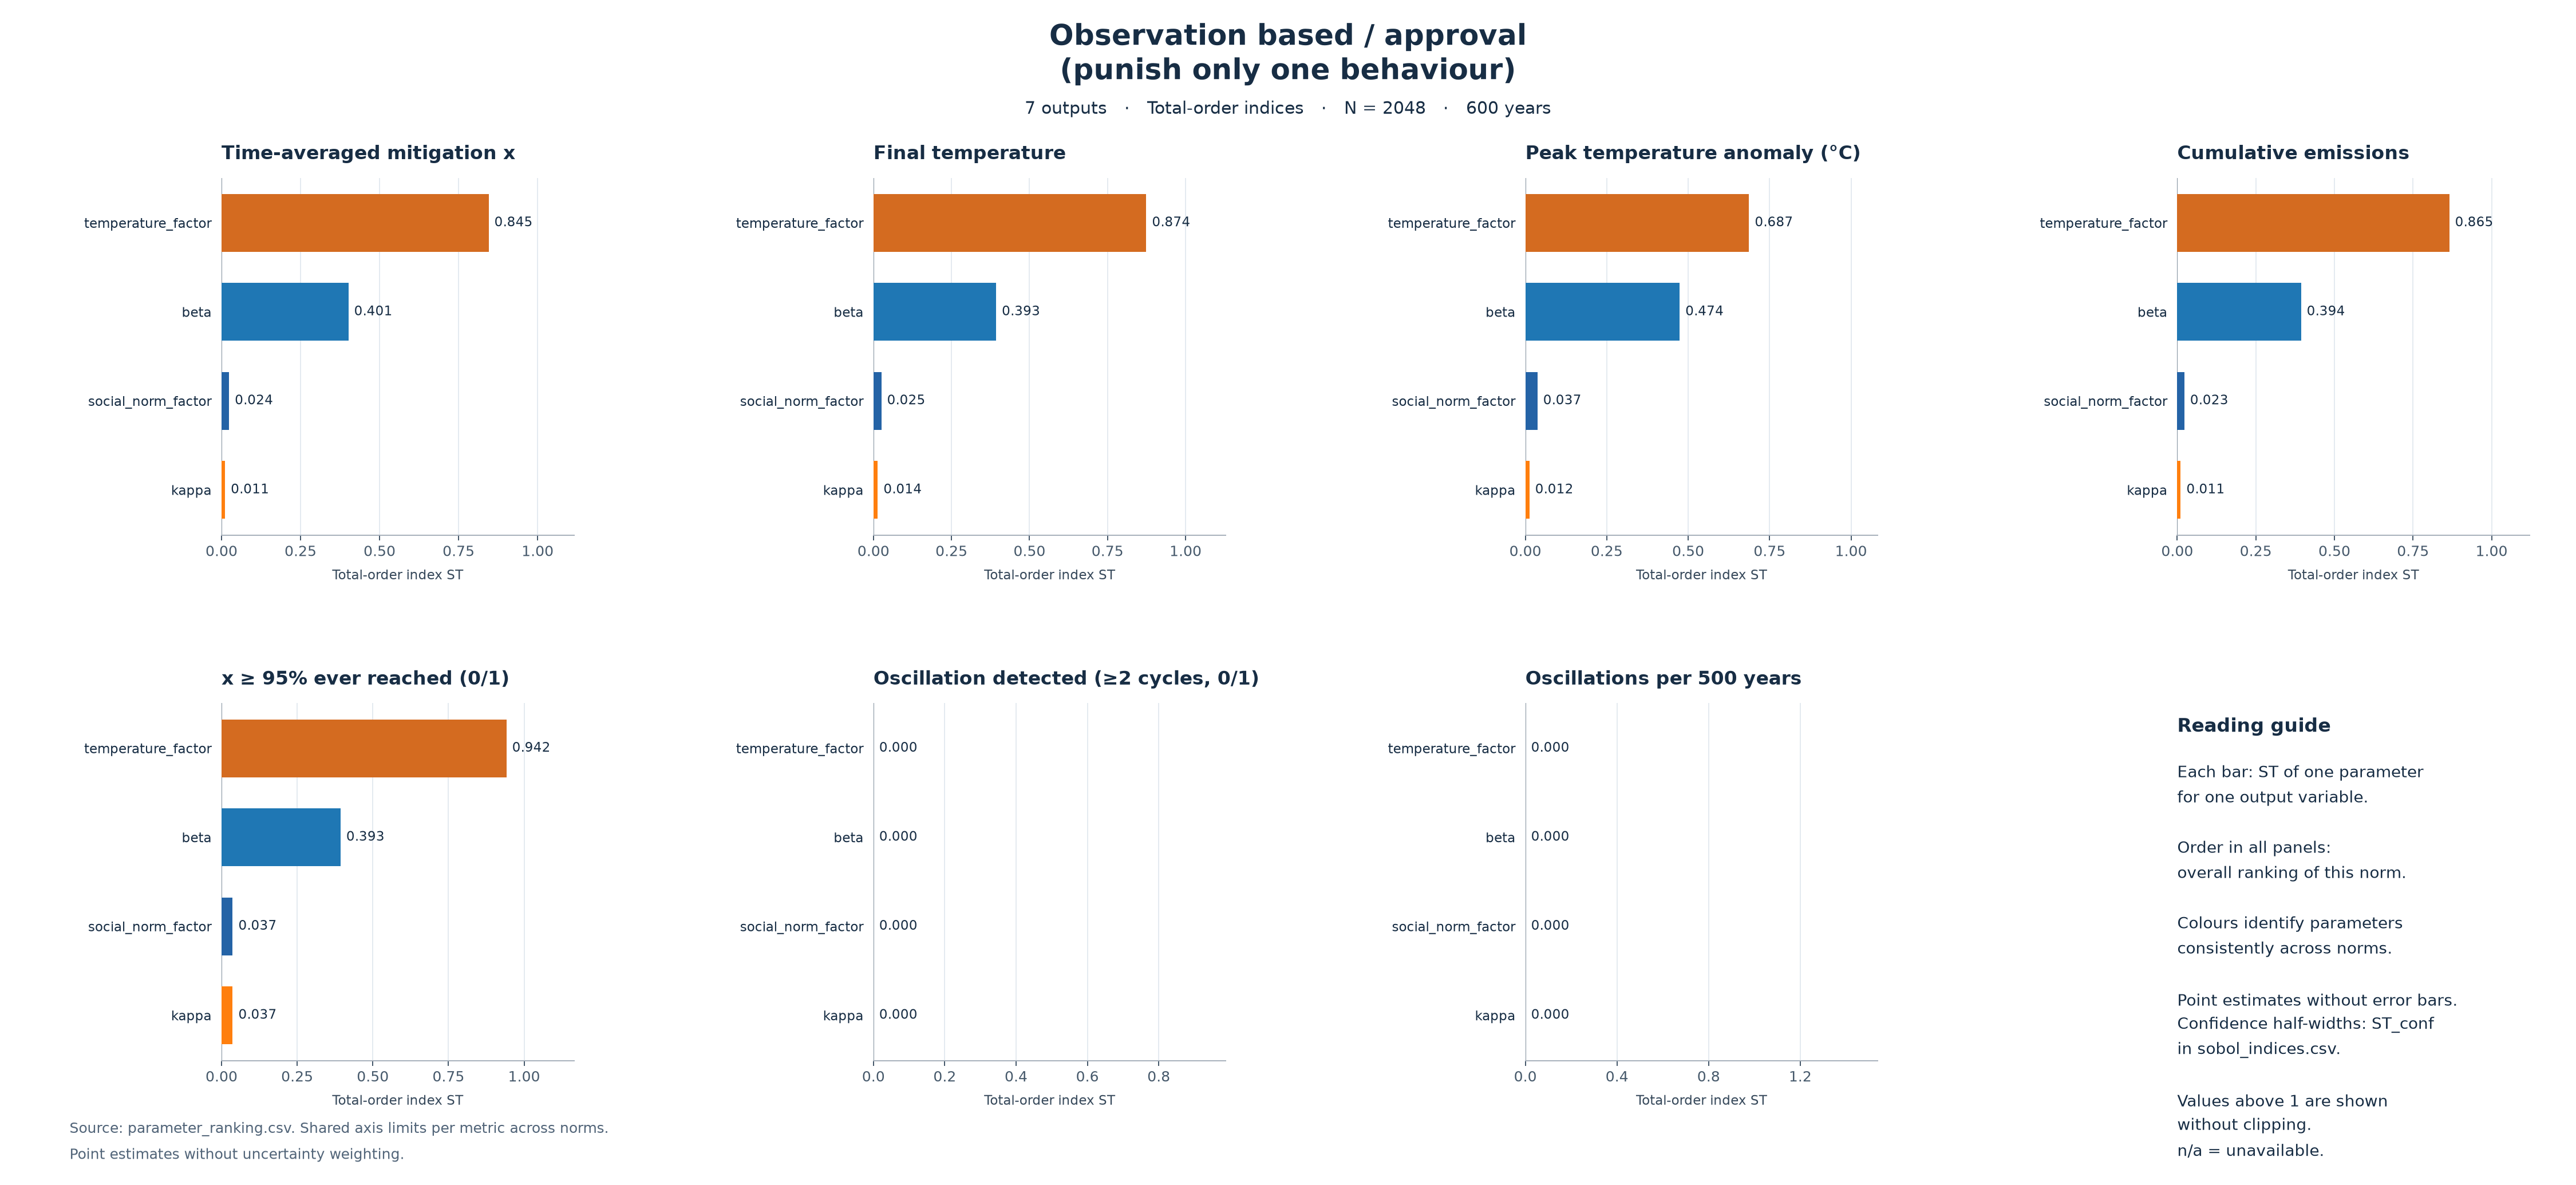 Observation based / approval
(punish only one behaviour)
7 outputs · Total-order indices · N = 2048 · 600 years
Time-averaged mitigation x
temperature_factor
0.845
beta
0.401
social_norm_factor
0.024
kappa
0.011
0.00 0.25 0.50 0.75 1.00
Total-order index ST
Final temperature
temperature_factor
0.874
beta
0.393
social_norm_factor
0.025
kappa
0.014
0.00 0.25 0.50 0.75 1.00
Total-order index ST
Peak temperature anomaly (°C)
temperature_factor
0.687
beta
0.474
social_norm_factor
0.037
kappa
0.012
0.00 0.25 0.50 0.75 1.00
Total-order index ST
Cumulative emissions
temperature_factor
0.865
beta
0.394
social_norm_factor
0.023
kappa
0.011
0.00 0.25 0.50 0.75 1.00
Total-order index ST
x ≥ 95% ever reached (0/1)
temperature_factor
0.942
beta
0.393
social_norm_factor
0.037
kappa
0.037
0.00 0.25 0.50 0.75 1.00
Total-order index ST
Oscillation detected (≥2 cycles, 0/1)
temperature_factor
0.000
beta
0.000
social_norm_factor
0.000
kappa
0.000
0.0 0.2 0.4 0.6 0.8
Total-order index ST
Oscillations per 500 years
temperature_factor
0.000
beta
0.000
social_norm_factor
0.000
kappa
0.000
0.0 0.4 0.8 1.2
Total-order index ST
Reading guide
Each bar: ST of one parameter
for one output variable.
Order in all panels:
overall ranking of this norm.
Colours identify parameters
consistently across norms.
Point estimates without error bars.
Confidence half-widths: ST_conf
in sobol_indices.csv.
Values above 1 are shown
without clipping.
n/a = unavailable.
Source: parameter_ranking.csv. Shared axis limits per metric across norms.
Point estimates without uncertainty weighting.